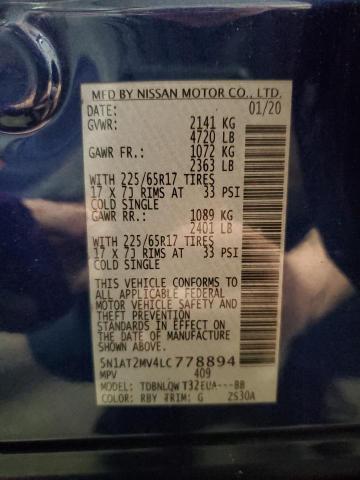 MFD BY NISSAN MOTOR CO., LTD.
DATE: 01/20
GVWR: 2141 KG
4720 LB
GAWR FR.: 1072 KG
2363 LB
WITH 225/65R17 TIRES
17 X 7J RIMS AT 33 PSI
COLD SINGLE
GAWR RR.: 1089 KG
2401 LB
WITH 225/65R17 TIRES
17 X 7J RIMS AT 33 PSI
COLD SINGLE
THIS VEHICLE CONFORMS TO
ALL APPLICABLE FEDERAL
MOTOR VEHICLE SAFETY AND
THEFT PREVENTION
STANDARDS IN EFFECT ON
THE DATE OF MANUFACTURE
SHOWN ABOVE.
5N1AT2MV4LC778894
MPV 409
MODEL: TDBNLQW T32EUA---BB
COLOR: RBY TRIM: G ZS30A